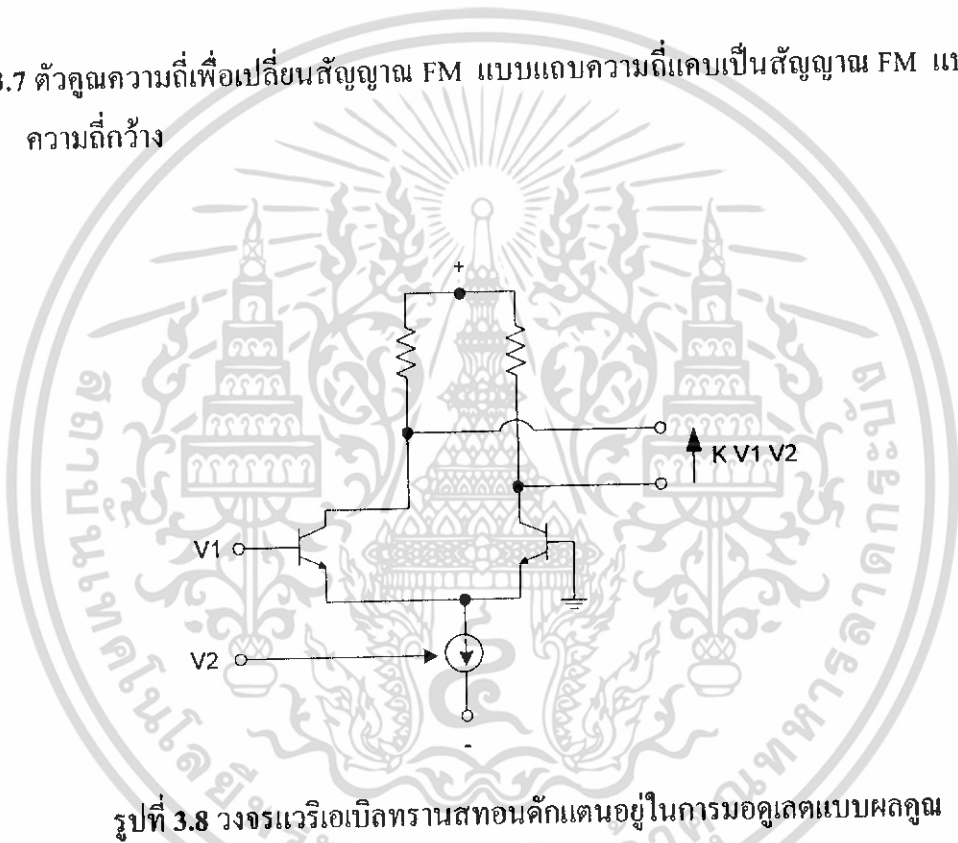 3.7 ตัวคูณความถี่เพื่อเปลี่ยนสัญญาณ FM แบบแถบความถี่แคบเป็นสัญญาณ FM
ความถี่กว้าง
+
K V1 V2
V1
V2
-
รูปที่ 3.8 วงจรแวริเอเบิลทรานสทอนดักแตนอยู่ในการมอดูเลตแบบผลคูณ